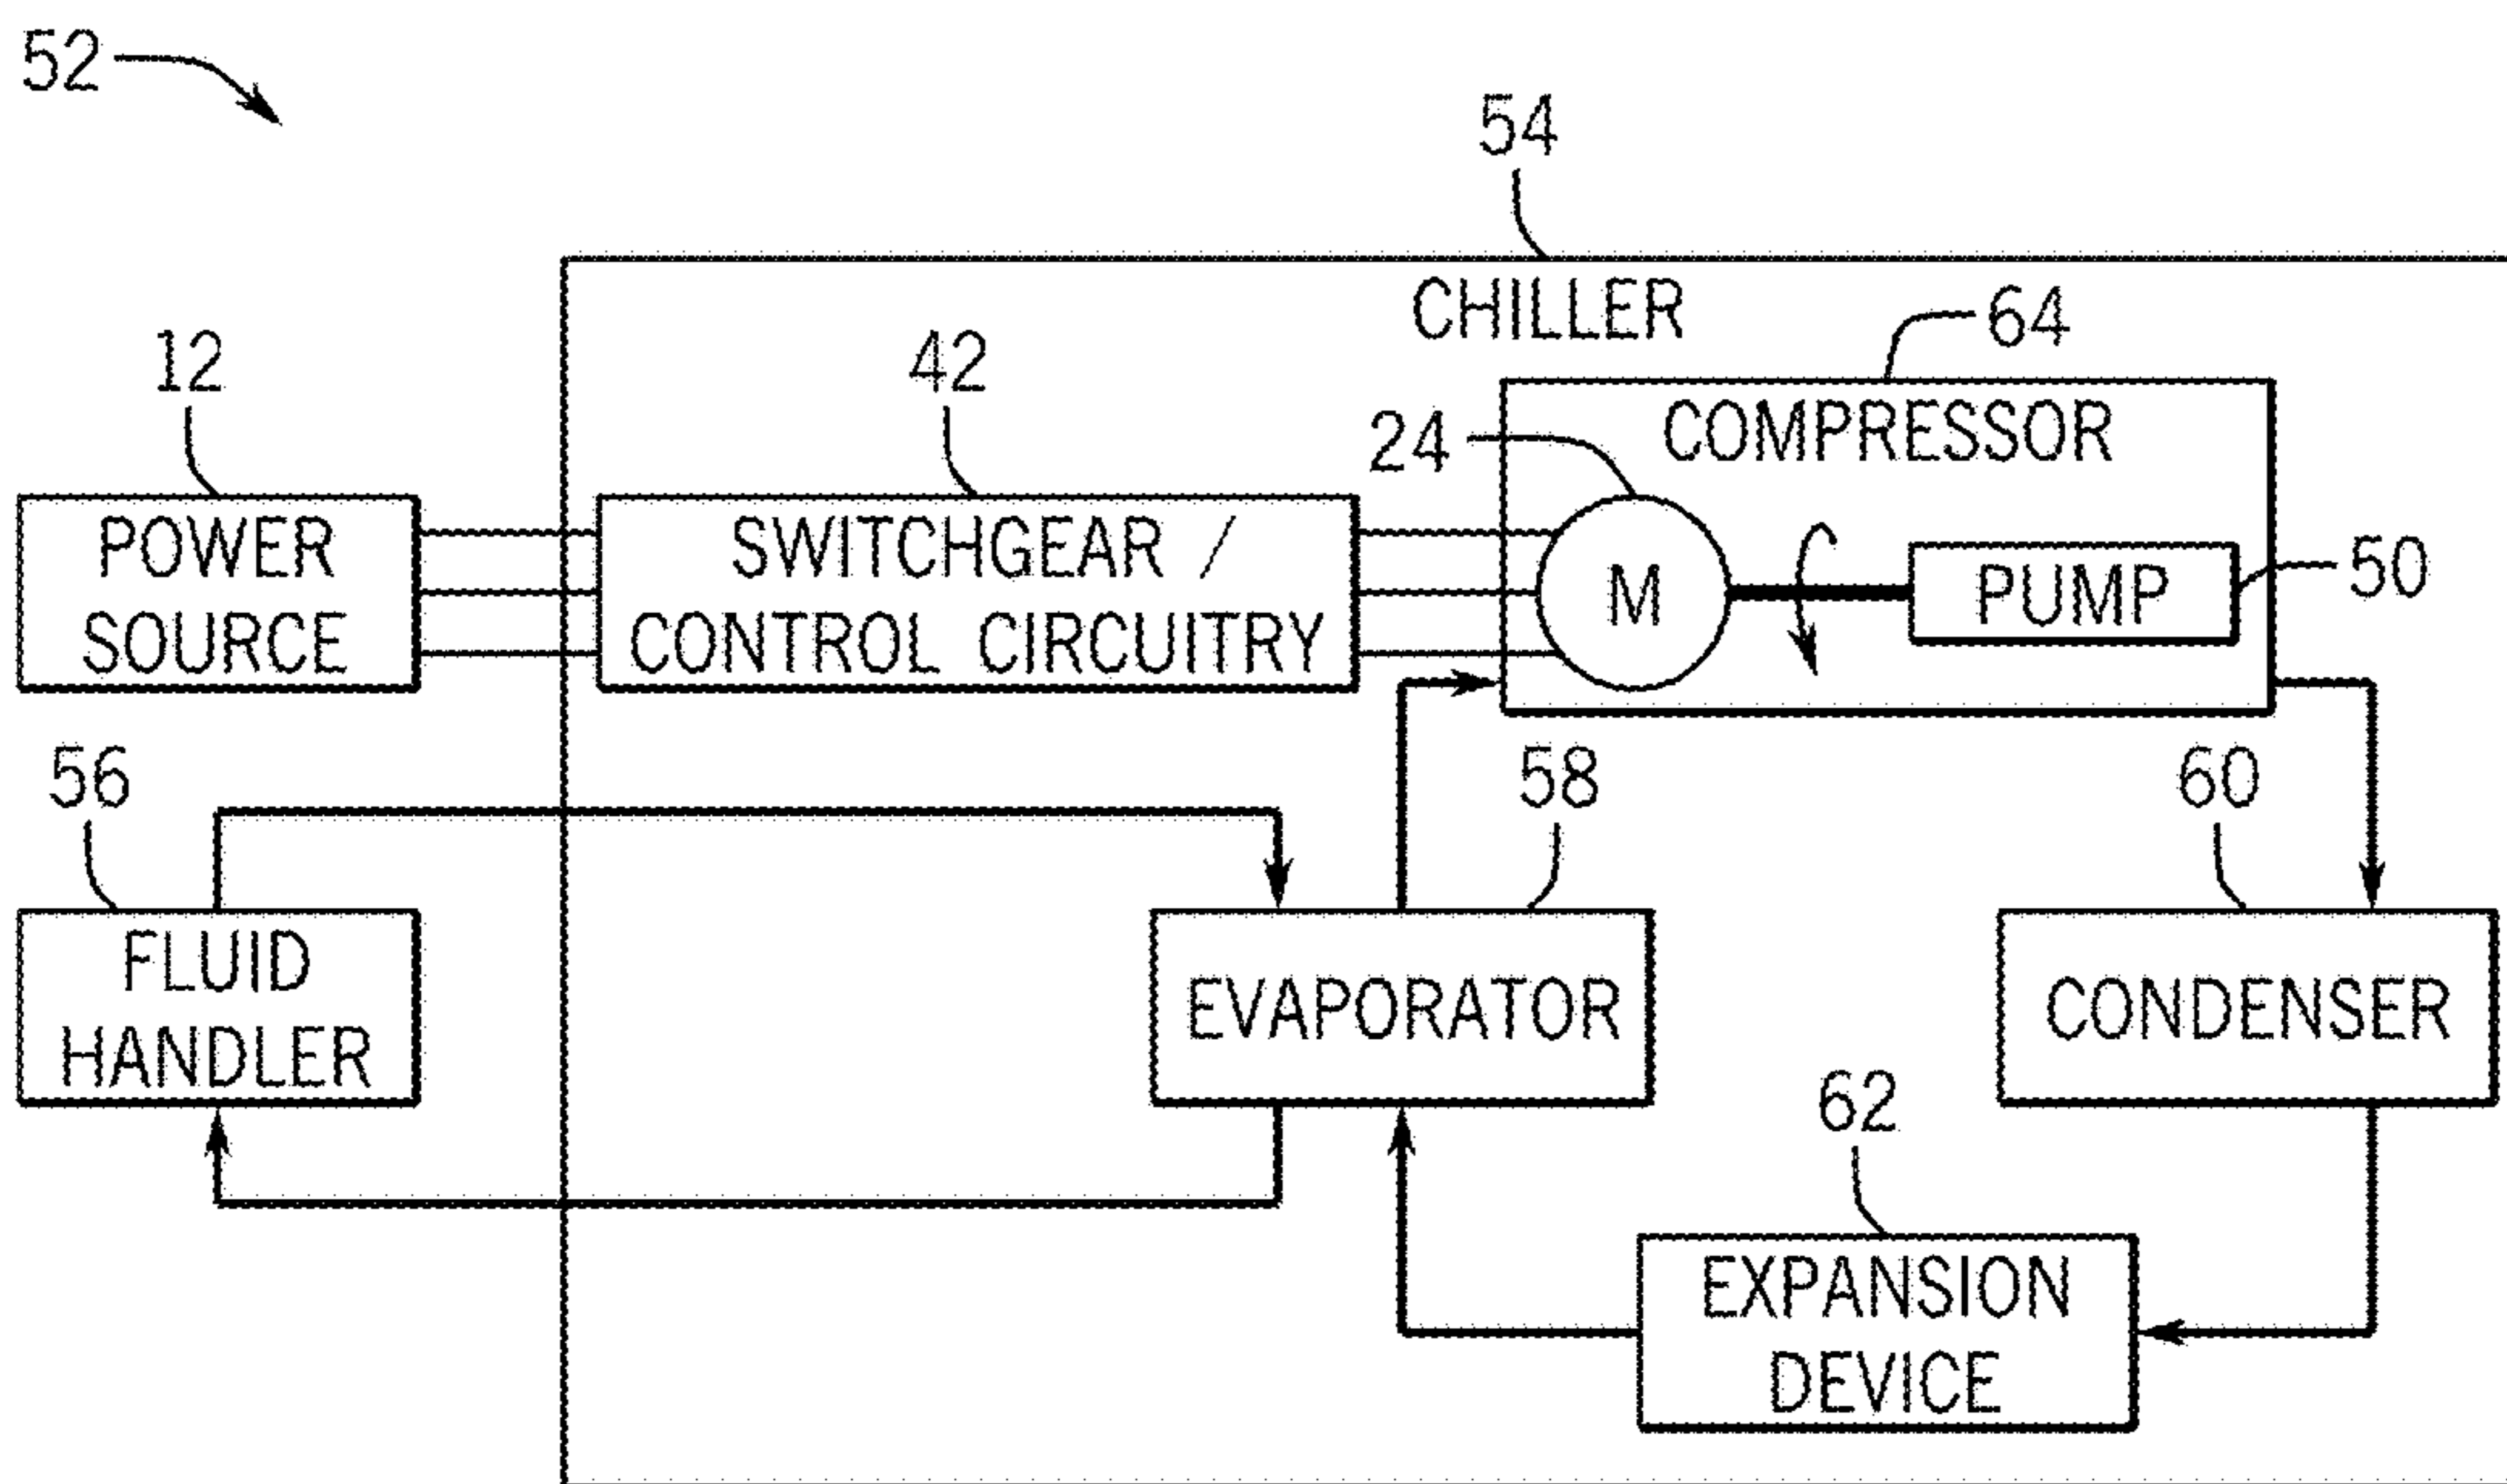 52
54
CHILLER
64
12
42
24
COMPRESSOR
POWER
SOURCE
SWITCHGEAR /
CONTROL CIRCUITRY
M
PUMP
50
56
58
60
FLUID
HANDLER
EVAPORATOR
CONDENSER
62
EXPANSION
DEVICE